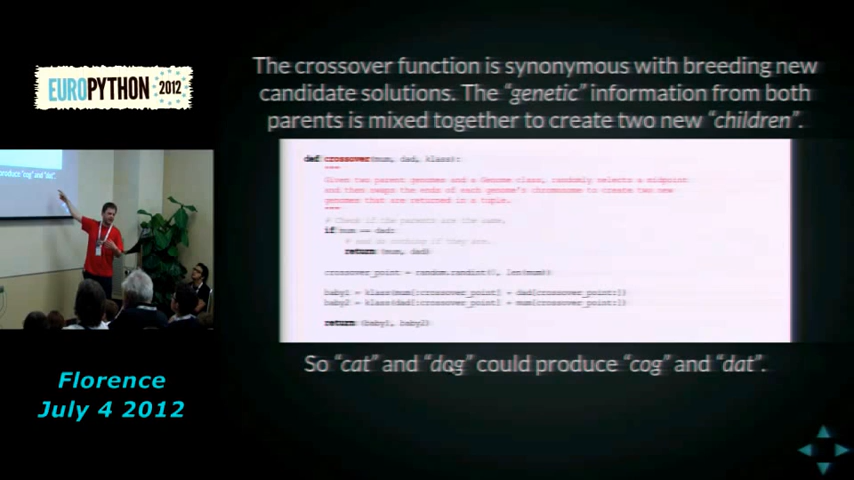 EUROPYTHON 2012
The crossover function is synonymous with breeding new
candidate solutions. The "genetic" information from both
parents is mixed together to create two new "children".
def crossover(mum, dad, klass):
"""
Given two parent genomes and a Genome class, randomly selects a midpoint
and then swaps the ends of each genome's chromosome to create two new
genomes that are returned in a tuple.
"""
# Check if the parents are the same.
if mum == dad:
# and do nothing if they are.
return (mum, dad)
crossover_point = random.randint(1, len(mum))
baby1 = klass(mum[:crossover_point] + dad[crossover_point:])
baby2 = klass(dad[:crossover_point] + mum[crossover_point:])
return (baby1, baby2)
So "cat" and "dog" could produce "cog" and "dat".
produce "cog" and "dat".
Florence
July 4 2012